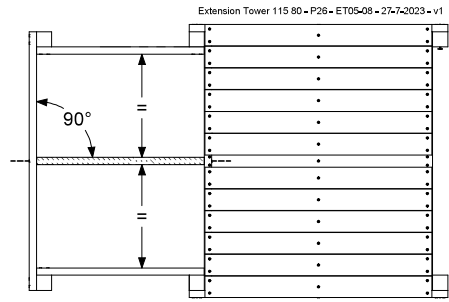 Extension Tower 115 80 - P26 - ET05-08 - 27-7-2023 - v1
=
90°
=